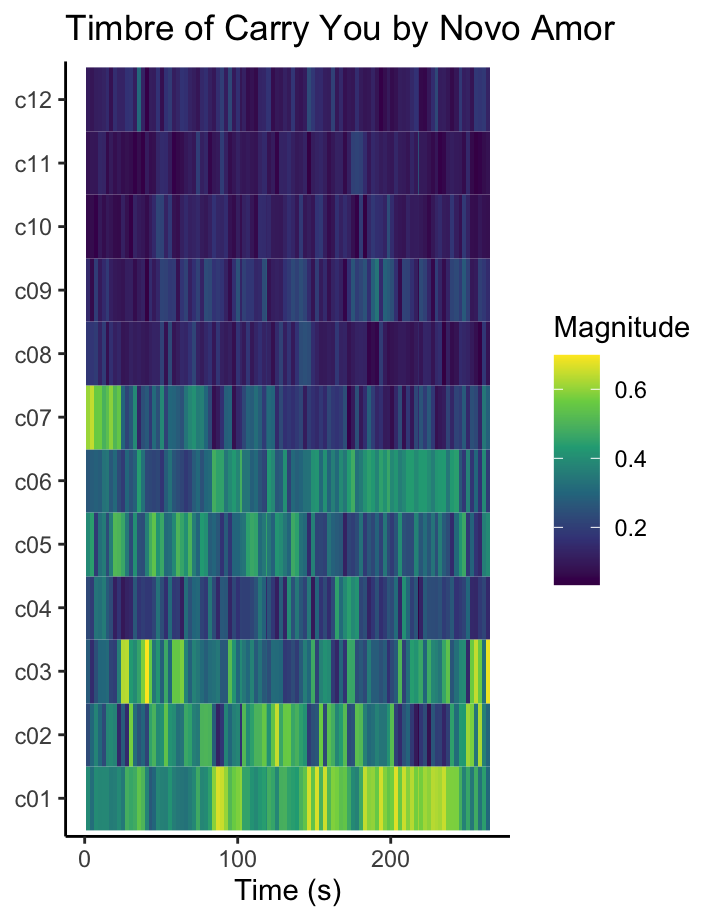 Timbre of Carry You by Novo Amor
c12
c11
c10
c09
c08
c07
c06
c05
c04
c03
c02
c01
0 100 200
Time (s)
Magnitude
0.6
0.4
0.2